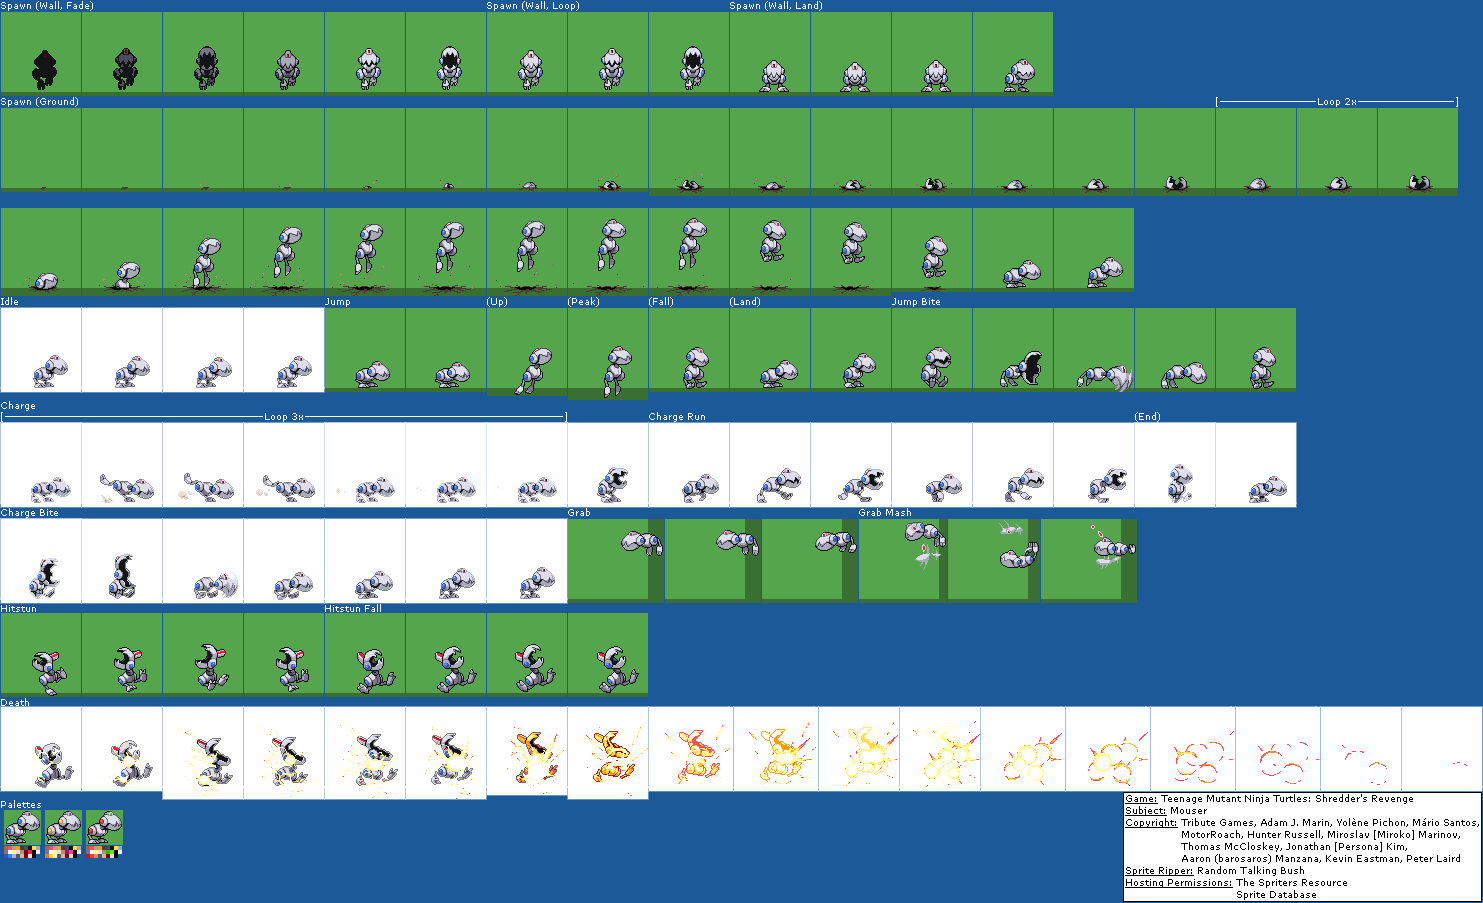 Spawn (Wall, Fade) Spawn (Wall, Loop) Spawn (Wall, Land)
Spawn (Ground) [ Loop 2x ]
Idle Jump (Up) (Peak) (Fall) (Land) Jump Bite
Charge
[ Loop 3x ] Charge Run (End)
Charge Bite Grab Grab Mash
Hitstun Hitstun Fall
Death
Palettes
Game: Teenage Mutant Ninja Turtles: Shredder's Revenge
Subject: Mouser
Copyright: Tribute Games, Adam J. Marin, Yolène Pichon, Mário Santos,
MotorRoach, Hunter Russell, Miroslav [Miroko] Marinov,
Thomas McCloskey, Jonathan [Persona] Kim,
Aaron (barosaros) Manzana, Kevin Eastman, Peter Laird
Sprite Ripper: Random Talking Bush
Hosting Permissions: The Spriters Resource
Sprite Database